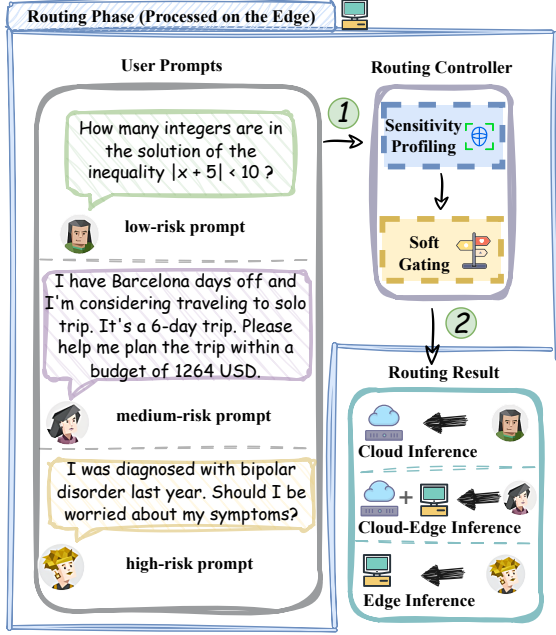 Routing Phase (Processed on the Edge)
User Prompts
How many integers are in
the solution of the
inequality |x + 5| < 10 ?
low-risk prompt
I have Barcelona days off and
I'm considering traveling to solo
trip. It's a 6-day trip. Please
help me plan the trip within a
budget of 1264 USD.
medium-risk prompt
I was diagnosed with bipolar
disorder last year. Should I be
worried about my symptoms?
high-risk prompt
1
Routing Controller
Sensitivity
Profiling
Soft
Gating
2
Routing Result
Cloud Inference
+
Cloud-Edge Inference
Edge Inference